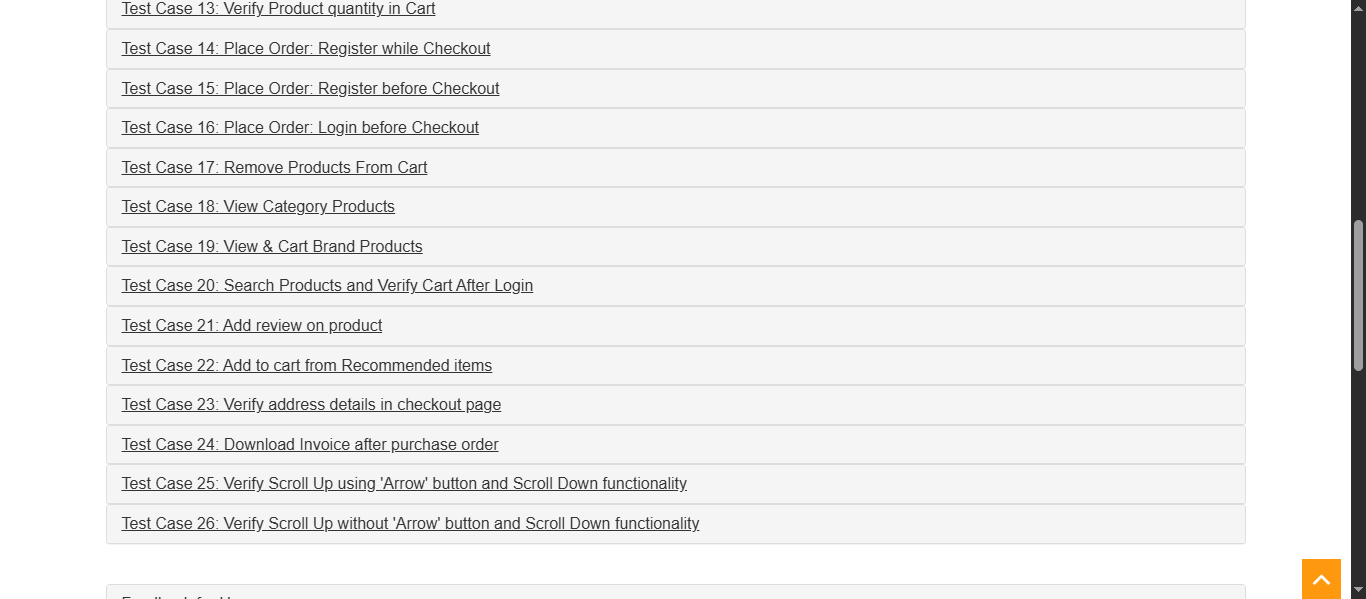 Test Case 13: Verify Product quantity in Cart
Test Case 14: Place Order: Register while Checkout
Test Case 15: Place Order: Register before Checkout
Test Case 16: Place Order: Login before Checkout
Test Case 17: Remove Products From Cart
Test Case 18: View Category Products
Test Case 19: View & Cart Brand Products
Test Case 20: Search Products and Verify Cart After Login
Test Case 21: Add review on product
Test Case 22: Add to cart from Recommended items
Test Case 23: Verify address details in checkout page
Test Case 24: Download Invoice after purchase order
Test Case 25: Verify Scroll Up using 'Arrow' button and Scroll Down functionality
Test Case 26: Verify Scroll Up without 'Arrow' button and Scroll Down functionality